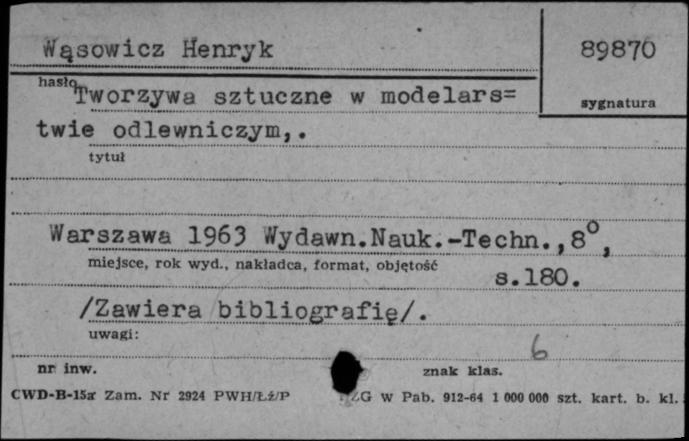 Wąsowicz Henryk
89870
hasło
sygnatura
Tworzywa sztuczne w modelars=
twie odlewniczym,.
tytuł
Warszawa 1963 Wydawn.Nauk.-Techn.,8°,
miejsce, rok wyd., nakładca, format, objętość
s.180.
/Zawiera bibliografię/.
uwagi:
6
nr inw.
znak klas.
CWD-B-15a Zam. Nr 2924 PWH/Łż/P ZG W Pab. 912-64 1 000 000 szt. kart. b. kl.